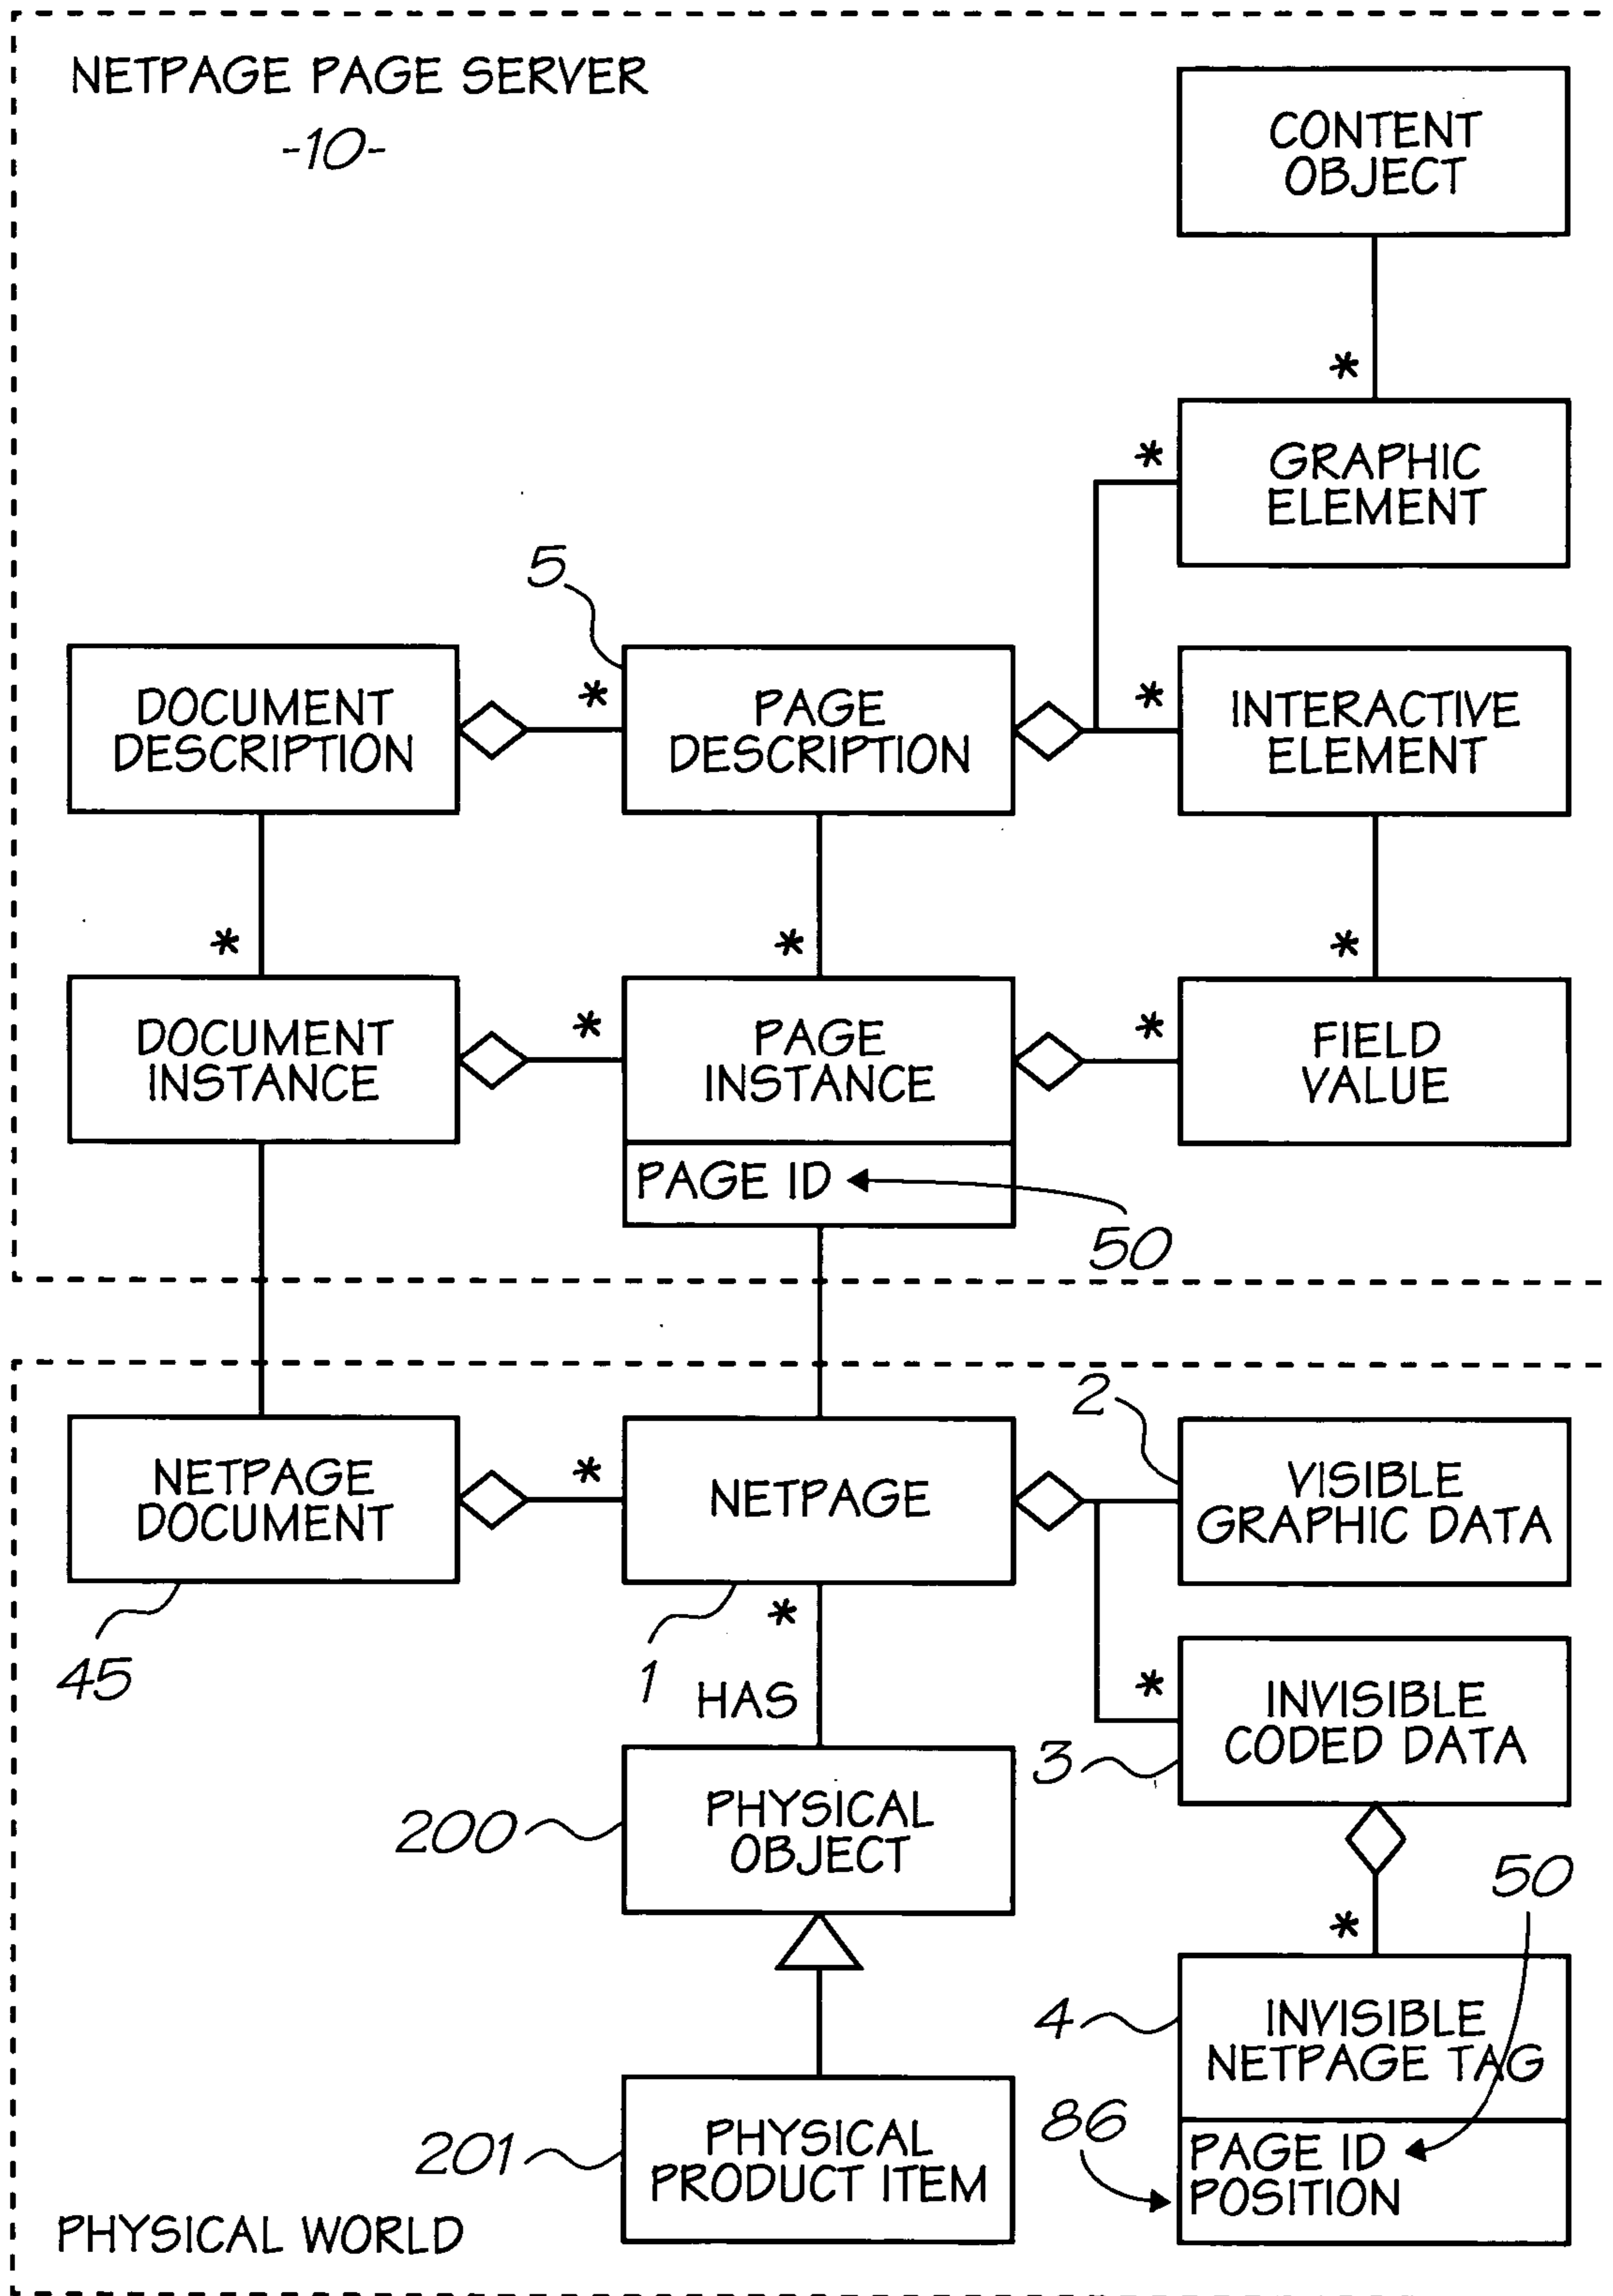 NETPAGE PAGE SERVER
-10-
CONTENT
OBJECT
*
*
GRAPHIC
ELEMENT
5
DOCUMENT
DESCRIPTION
*
PAGE
DESCRIPTION
*
INTERACTIVE
ELEMENT
*
*
*
DOCUMENT
INSTANCE
*
PAGE
INSTANCE
*
FIELD
VALUE
PAGE ID
50
2
NETPAGE
DOCUMENT
*
NETPAGE
VISIBLE
GRAPHIC DATA
45
1
*
HAS
*
INVISIBLE
CODED DATA
3
200
PHYSICAL
OBJECT
50
*
4
INVISIBLE
NETPAGE TAG
201
PHYSICAL
PRODUCT ITEM
86
PAGE ID
POSITION
PHYSICAL WORLD